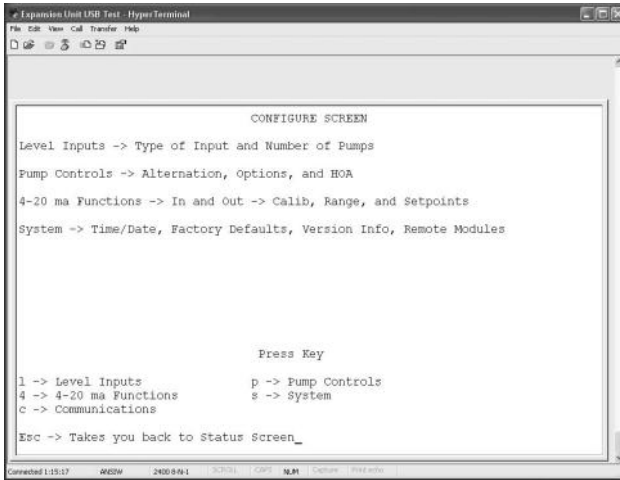 Expansion Unit USB Test - HyperTerminal
File Edit View Call Transfer Help
CONFIGURE SCREEN
Level Inputs -> Type of Input and Number of Pumps
Pump Controls -> Alternation, Options, and HOA
4-20 ma Functions -> In and Out -> Calib, Range, and Setpoints
System -> Time/Date, Factory Defaults, Version Info, Remote Modules
Press Key
l -> Level Inputs p -> Pump Controls
4 -> 4-20 ma Functions s -> System
c -> Communications
Esc -> Takes you back to Status Screen_
Connected 1:15:17 ANSIW 2400 8-N-1 SCROLL CAPS NUM Capture Print echo